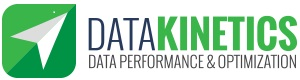 DATAKINETICS
DATA PERFORMANCE & OPTIMIZATION